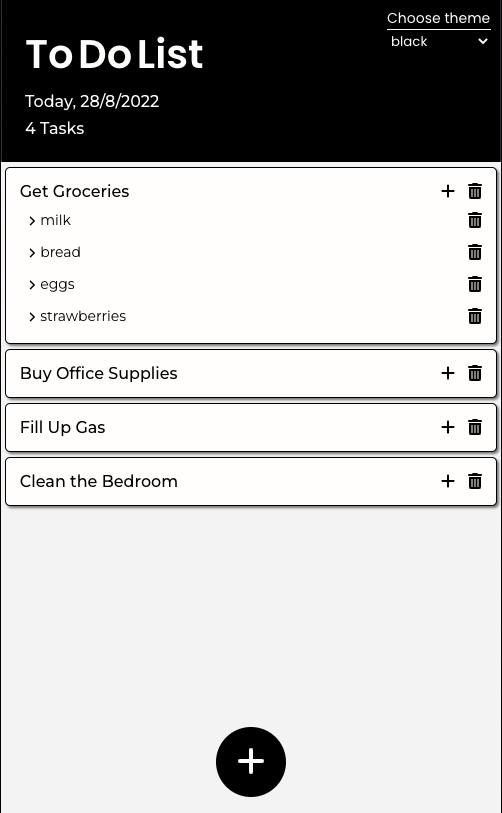 Choose theme
black
To Do List
Today, 28/8/2022
4 Tasks
Get Groceries
milk
bread
eggs
strawberries
Buy Office Supplies
Fill Up Gas
Clean the Bedroom